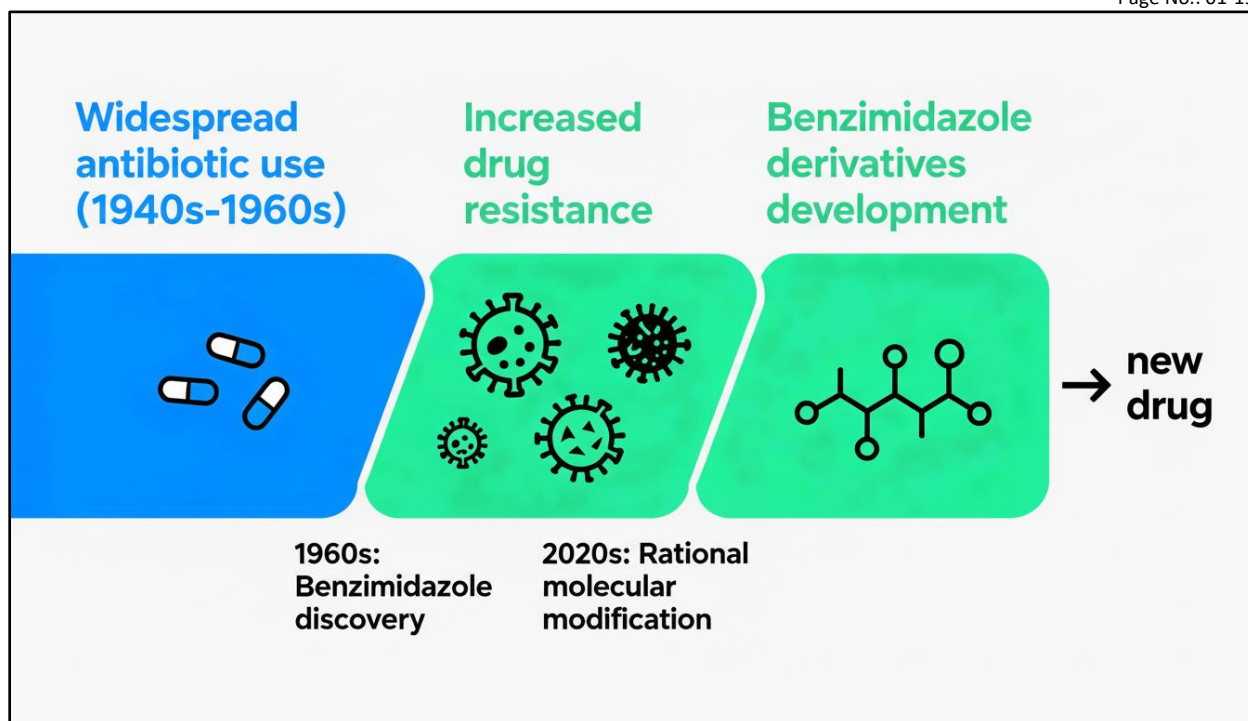 Widespread
antibiotic use
(1940s-1960s)
Increased
drug
resistance
Benzimidazole
derivatives
development
new
drug
1960s:
Benzimidazole
discovery
2020s: Rational
molecular
modification